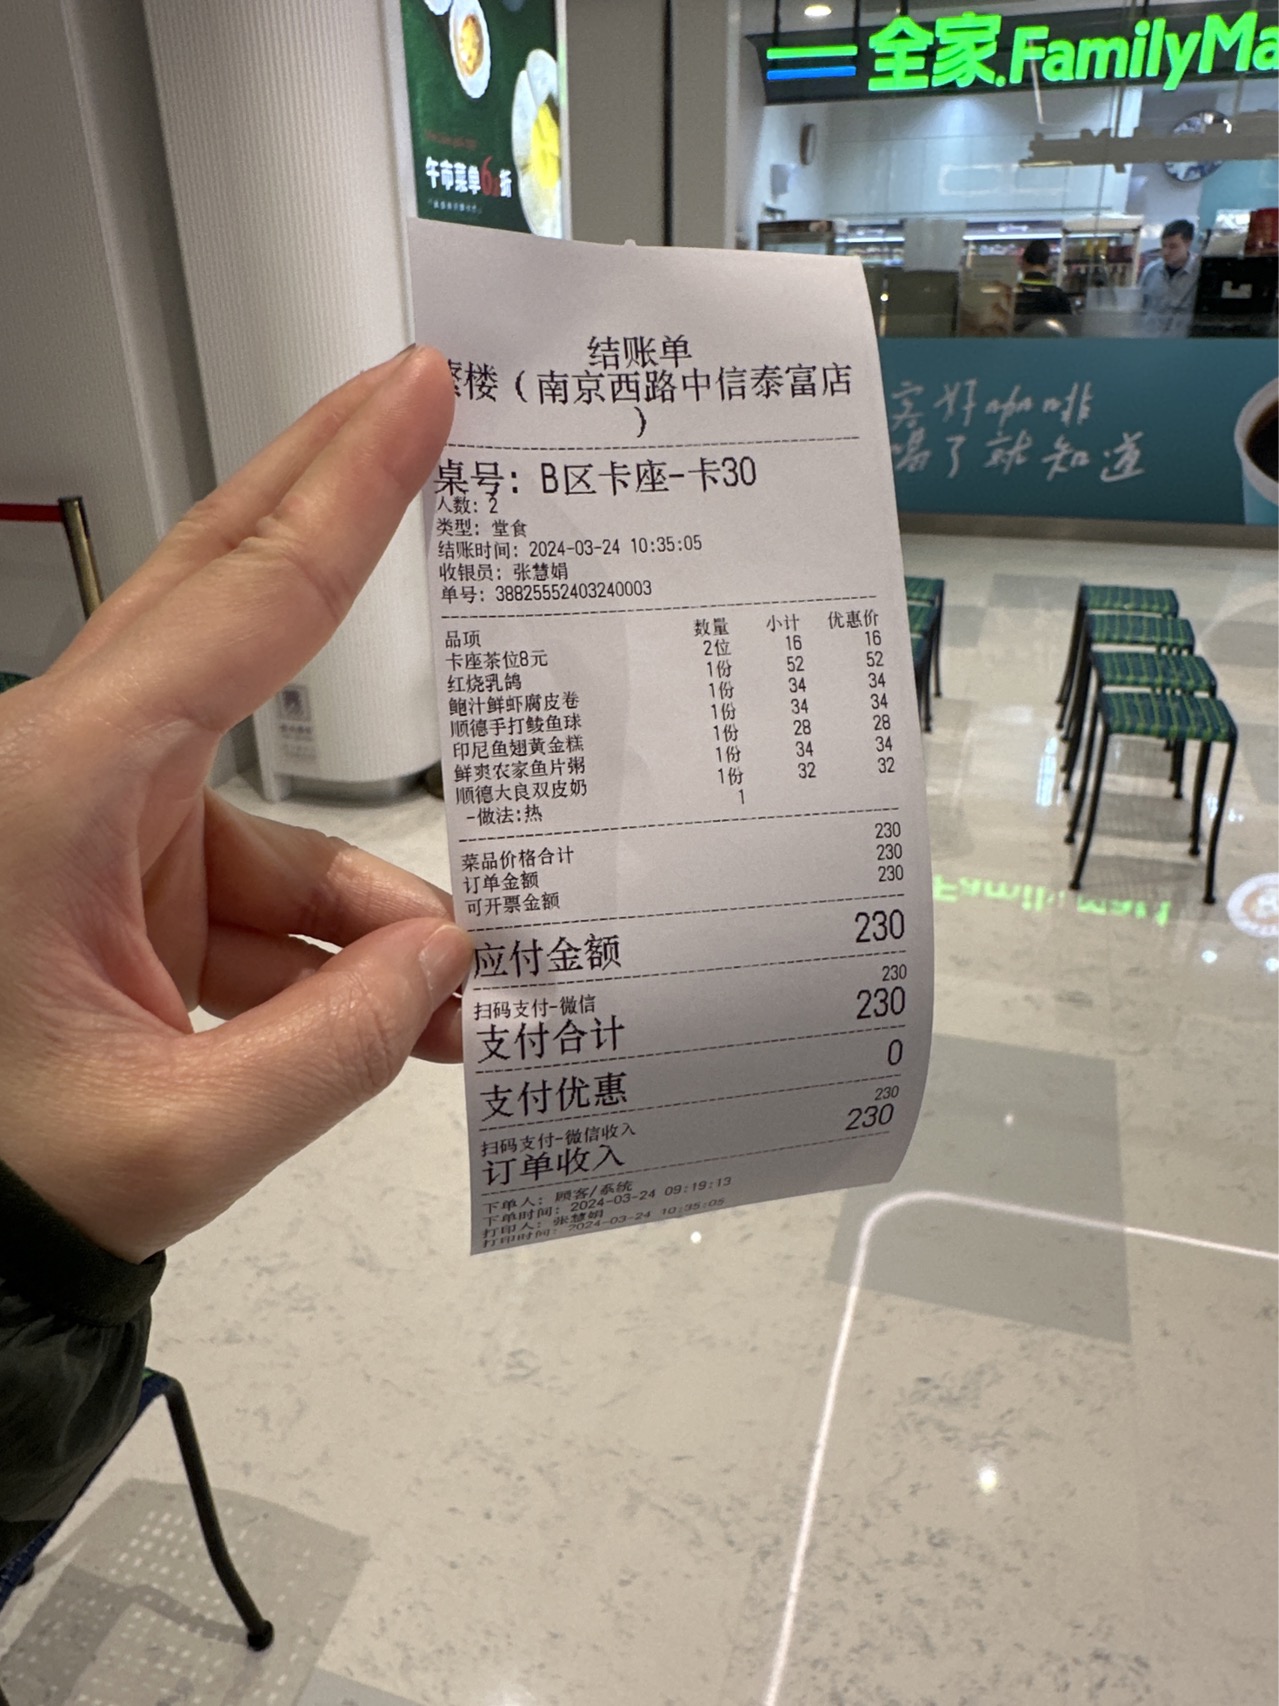 全家.FamilyMa
午市菜单6 折
结账单
楼（南京西路中信泰富店
）
桌号: B区卡座-卡30
人数: 2
类型: 堂食
结账时间: 2024-03-24 10:35:05
收银员: 张慧娟
单号: 38825552403240003
品项 数量 小计 优惠价
卡座茶位8元 2位 16 16
红烧乳鸽 1份 52 52
鲍汁鲜虾腐皮卷 1份 34 34
顺德手打鲮鱼球 1份 34 34
印尼鱼翅黄金糕 1份 28 28
鲜爽农家鱼片粥 1份 34 34
顺德大良双皮奶 1份 32 32
-做法:热 1
菜品价格合计 230
订单金额 230
可开票金额 230
应付金额 230
扫码支付-微信 230
支付合计 230
支付优惠 0
扫码支付-微信收入 230
订单收入 230
下单人: 顾客/系统
下单时间: 2024-03-24 09:19:13
打印人: 张慧娟
打印时间: 2024-03-24 10:35:05
好咖啡
喝了就知道